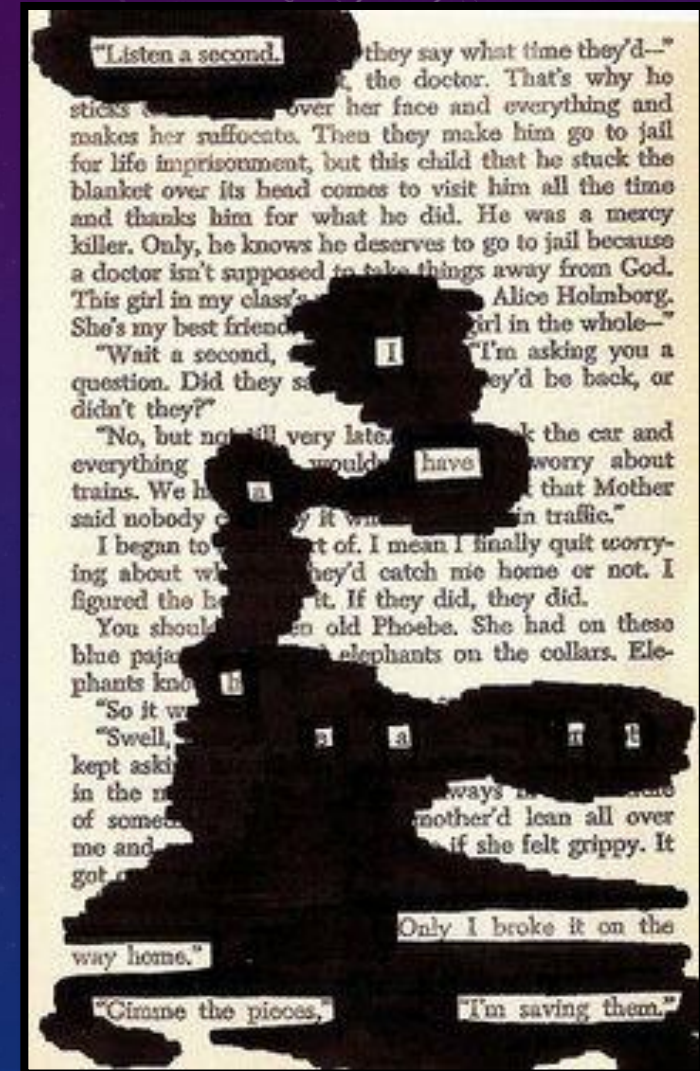 "Listen a second. they say what time they'd—"
the doctor. That's why he
sticks over her face and everything and
makes her suffocate. Then they make him go to jail
for life imprisonment, but this child that he stuck the
blanket over its head comes to visit him all the time
and thanks him for what he did. He was a mercy
killer. Only, he knows he deserves to go to jail because
a doctor isn't supposed to take things away from God.
This girl in my class's Alice Holmborg.
She's my best friend girl in the whole—"
"Wait a second, I "I'm asking you a
question. Did they they'd be back, or
didn't they?"
"No, but not till very late. the car and
everything would have worry about
trains. We a that Mother
said nobody it in traffic."
I began to of. I mean I finally quit worry-
ing about they'd catch me home or not. I
figured the it. If they did, they did.
You should old Phoebe. She had on these
blue elephants on the collars. Ele-
phants h
"So it
"Swell, s a r t
kept
in the
of mother'd lean all over
me and if she felt grippy. It
got
Only I broke it on the
way home."
"Gimme the pieces," "I'm saving them."